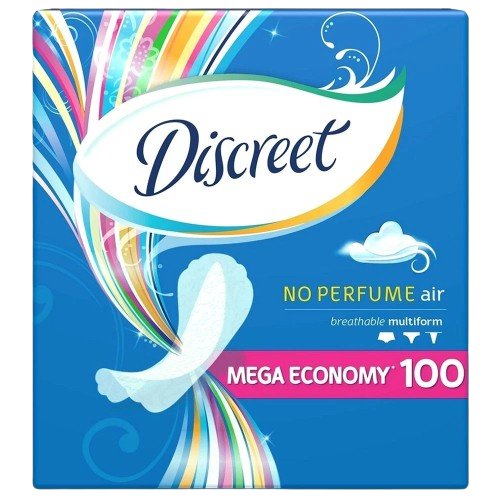 Discreet
NO PERFUME air
breathable multiform
MEGA ECONOMY* 100